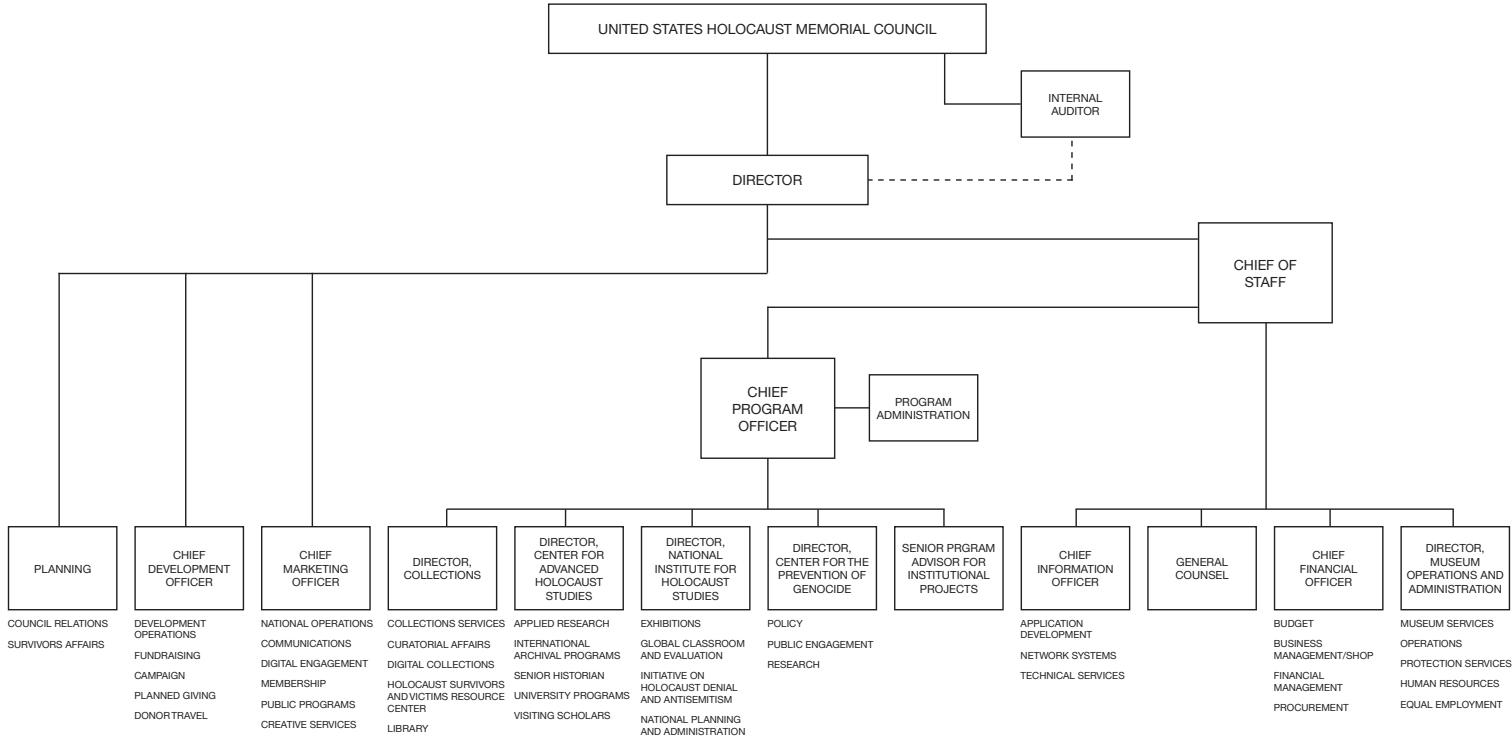 UNITED STATES HOLOCAUST MEMORIAL COUNCIL
INTERNAL
AUDITOR
DIRECTOR
CHIEF OF
STAFF
CHIEF
PROGRAM
OFFICER
PROGRAM
ADMINISTRATION
PLANNING
COUNCIL RELATIONS
SURVIVORS AFFAIRS
CHIEF
DEVELOPMENT
OFFICER
DEVELOPMENT
OPERATIONS
FUNDRAISING
CAMPAIGN
PLANNED GIVING
DONOR TRAVEL
CHIEF
MARKETING
OFFICER
NATIONAL OPERATIONS
COMMUNICATIONS
DIGITAL ENGAGEMENT
MEMBERSHIP
PUBLIC PROGRAMS
CREATIVE SERVICES
DIRECTOR,
COLLECTIONS
COLLECTIONS SERVICES
CURATORIAL AFFAIRS
DIGITAL COLLECTIONS
HOLOCAUST SURVIVORS
AND VICTIMS RESOURCE
CENTER
LIBRARY
DIRECTOR,
CENTER FOR
ADVANCED
HOLOCAUST
STUDIES
APPLIED RESEARCH
INTERNATIONAL
ARCHIVAL PROGRAMS
SENIOR HISTORIAN
UNIVERSITY PROGRAMS
VISITING SCHOLARS
DIRECTOR,
NATIONAL
INSTITUTE FOR
HOLOCAUST
STUDIES
EXHIBITIONS
GLOBAL CLASSROOM
AND EVALUATION
INITIATIVE ON
HOLOCAUST DENIAL
AND ANTISEMITISM
NATIONAL PLANNING
AND ADMINISTRATION
DIRECTOR,
CENTER FOR THE
PREVENTION OF
GENOCIDE
POLICY
PUBLIC ENGAGEMENT
RESEARCH
SENIOR PRGRAM
ADVISOR FOR
INSTITUTIONAL
PROJECTS
CHIEF
INFORMATION
OFFICER
APPLICATION
DEVELOPMENT
NETWORK SYSTEMS
TECHNICAL SERVICES
GENERAL
COUNSEL
CHIEF
FINANCIAL
OFFICER
BUDGET
BUSINESS
MANAGEMENT/SHOP
FINANCIAL
MANAGEMENT
PROCUREMENT
DIRECTOR,
MUSEUM
OPERATIONS AND
ADMINISTRATION
MUSEUM SERVICES
OPERATIONS
PROTECTION SERVICES
HUMAN RESOURCES
EQUAL EMPLOYMENT